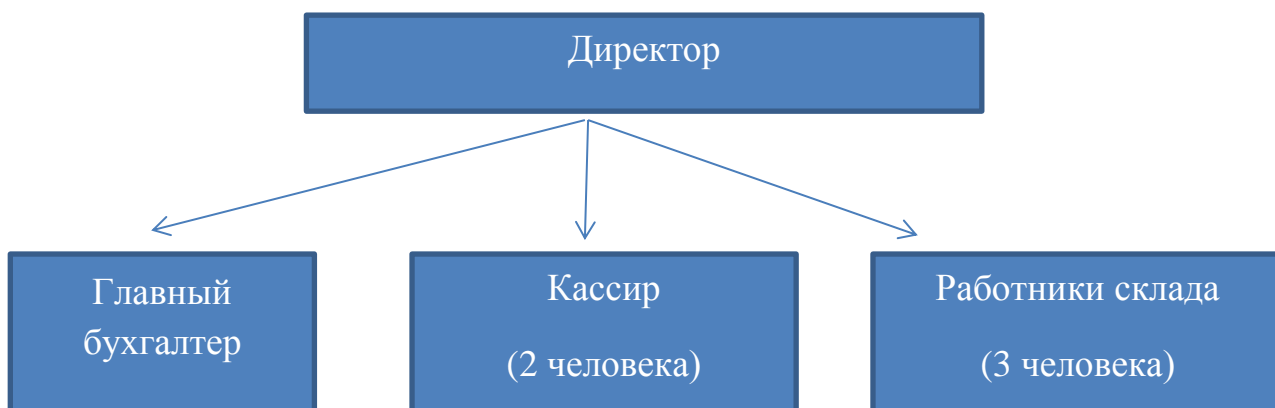 Директор
Главный
бухгалтер
Кассир
(2 человека)
Работники склада
(3 человека)